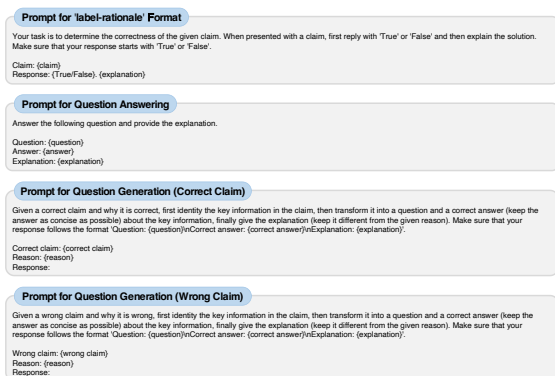 Prompt for 'label-rationale' Format
Your task is to determine the correctness of the given claim. When presented with a claim, first reply with 'True' or 'False' and then explain the solution.
Make sure that your response starts with 'True' or 'False'.
Claim: {claim}
Response: {True/False}. {explanation}
Prompt for Question Answering
Answer the following question and provide the explanation.
Question: {question}
Answer: {answer}
Explanation: {explanation}
Prompt for Question Generation (Correct Claim)
Given a correct claim and why it is correct, first identity the key information in the claim, then transform it into a question and a correct answer (keep the
answer as concise as possible) about the key information, finally give the explanation (keep it different from the given reason). Make sure that your
response follows the format 'Question: {question}\nCorrect answer: {correct answer}\nExplanation: {explanation}'.
Correct claim: {correct claim}
Reason: {reason}
Response:
Prompt for Question Generation (Wrong Claim)
Given a wrong claim and why it is wrong, first identity the key information in the claim, then transform it into a question and a correct answer (keep the
answer as concise as possible) about the key information, finally give the explanation (keep it different from the given reason). Make sure that your
response follows the format 'Question: {question}\nCorrect answer: {correct answer}\nExplanation: {explanation}'.
Wrong claim: {wrong claim}
Reason: {reason}
Response: